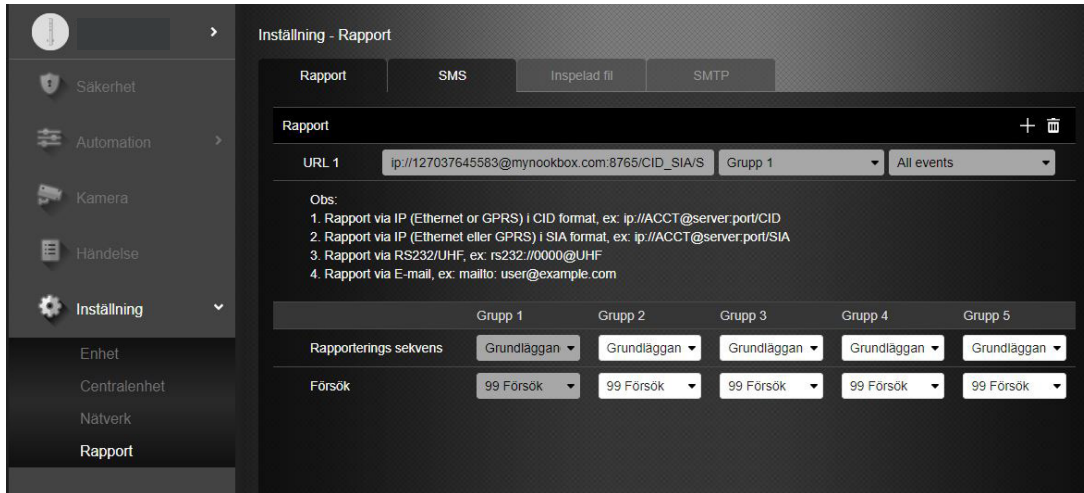 Inställning - Rapport
Säkerhet
Automation
Kamera
Händelse
Inställning
Enhet
Centralenhet
Nätverk
Rapport
Rapport SMS Inspelad fil SMTP
Rapport
URL 1 ip://127037645583@mynookbox.com:8765/CID_SIA/S Grupp 1 All events
Obs:
1. Rapport via IP (Ethernet or GPRS) i CID format, ex: ip://ACCT@server:port/CID
2. Rapport via IP (Ethernet eller GPRS) i SIA format, ex: ip://ACCT@server:port/SIA
3. Rapport via RS232/UHF, ex: rs232://0000@UHF
4. Rapport via E-mail, ex: mailto: user@example.com
Grupp 1 Grupp 2 Grupp 3 Grupp 4 Grupp 5
Rapporterings sekvens Grundläggan Grundläggan Grundläggan Grundläggan Grundläggan
Försök 99 Försök 99 Försök 99 Försök 99 Försök 99 Försök